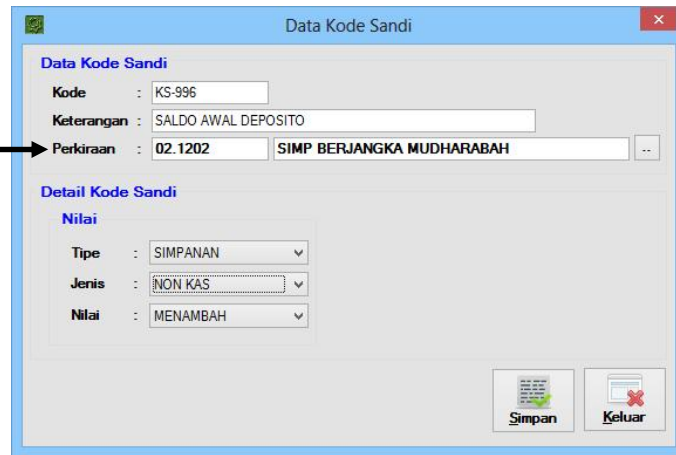 Data Kode Sandi
Data Kode Sandi
Kode : KS-996
Keterangan : SALDO AWAL DEPOSITO
Perkiraan : 02.1202 SIMP BERJANGKA MUDHARABAH --
Detail Kode Sandi
Nilai
Tipe : SIMPANAN
Jenis : NON KAS
Nilai : MENAMBAH
Simpan Keluar